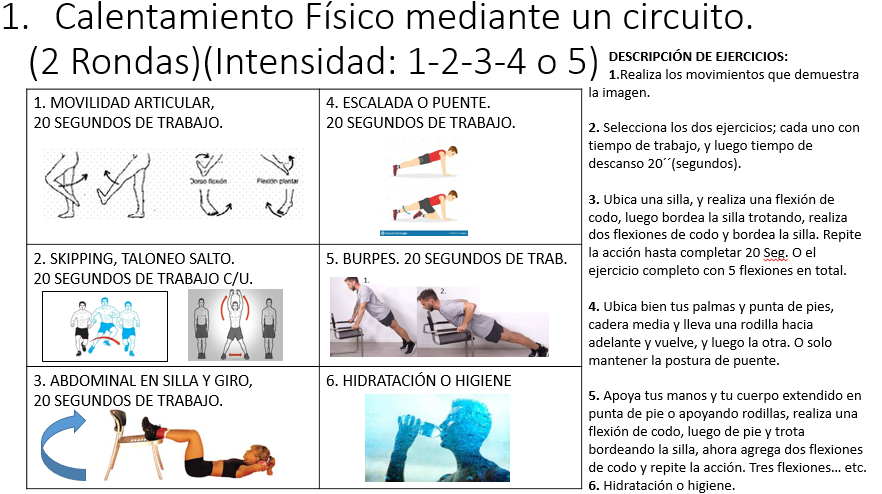 1. Calentamiento Físico mediante un circuito.
(2 Rondas)(Intensidad: 1-2-3-4 o 5)
1. MOVILIDAD ARTICULAR,
20 SEGUNDOS DE TRABAJO.
Dorso flexión
Flexión plantar
4. ESCALADA O PUENTE.
20 SEGUNDOS DE TRABAJO.
2. SKIPPING, TALONEO SALTO.
20 SEGUNDOS DE TRABAJO C/U.
5. BURPES. 20 SEGUNDOS DE TRAB.
1.
2.
3. ABDOMINAL EN SILLA Y GIRO,
20 SEGUNDOS DE TRABAJO.
6. HIDRATACIÓN O HIGIENE
DESCRIPCIÓN DE EJERCICIOS:
1.Realiza los movimientos que demuestra
la imagen.
2. Selecciona los dos ejercicios; cada uno con
tiempo de trabajo, y luego tiempo de
descanso 20´´(segundos).
3. Ubica una silla, y realiza una flexión de
codo, luego bordea la silla trotando, realiza
dos flexiones de codo y bordea la silla. Repite
la acción hasta completar 20 Seg. O el
ejercicio completo con 5 flexiones en total.
4. Ubica bien tus palmas y punta de pies,
cadera media y lleva una rodilla hacia
adelante y vuelve, y luego la otra. O solo
mantener la postura de puente.
5. Apoya tus manos y tu cuerpo extendido en
punta de pie o apoyando rodillas, realiza una
flexión de codo, luego de pie y trota
bordeando la silla, ahora agrega dos flexiones
de codo y repite la acción. Tres flexiones... etc.
6. Hidratación o higiene.